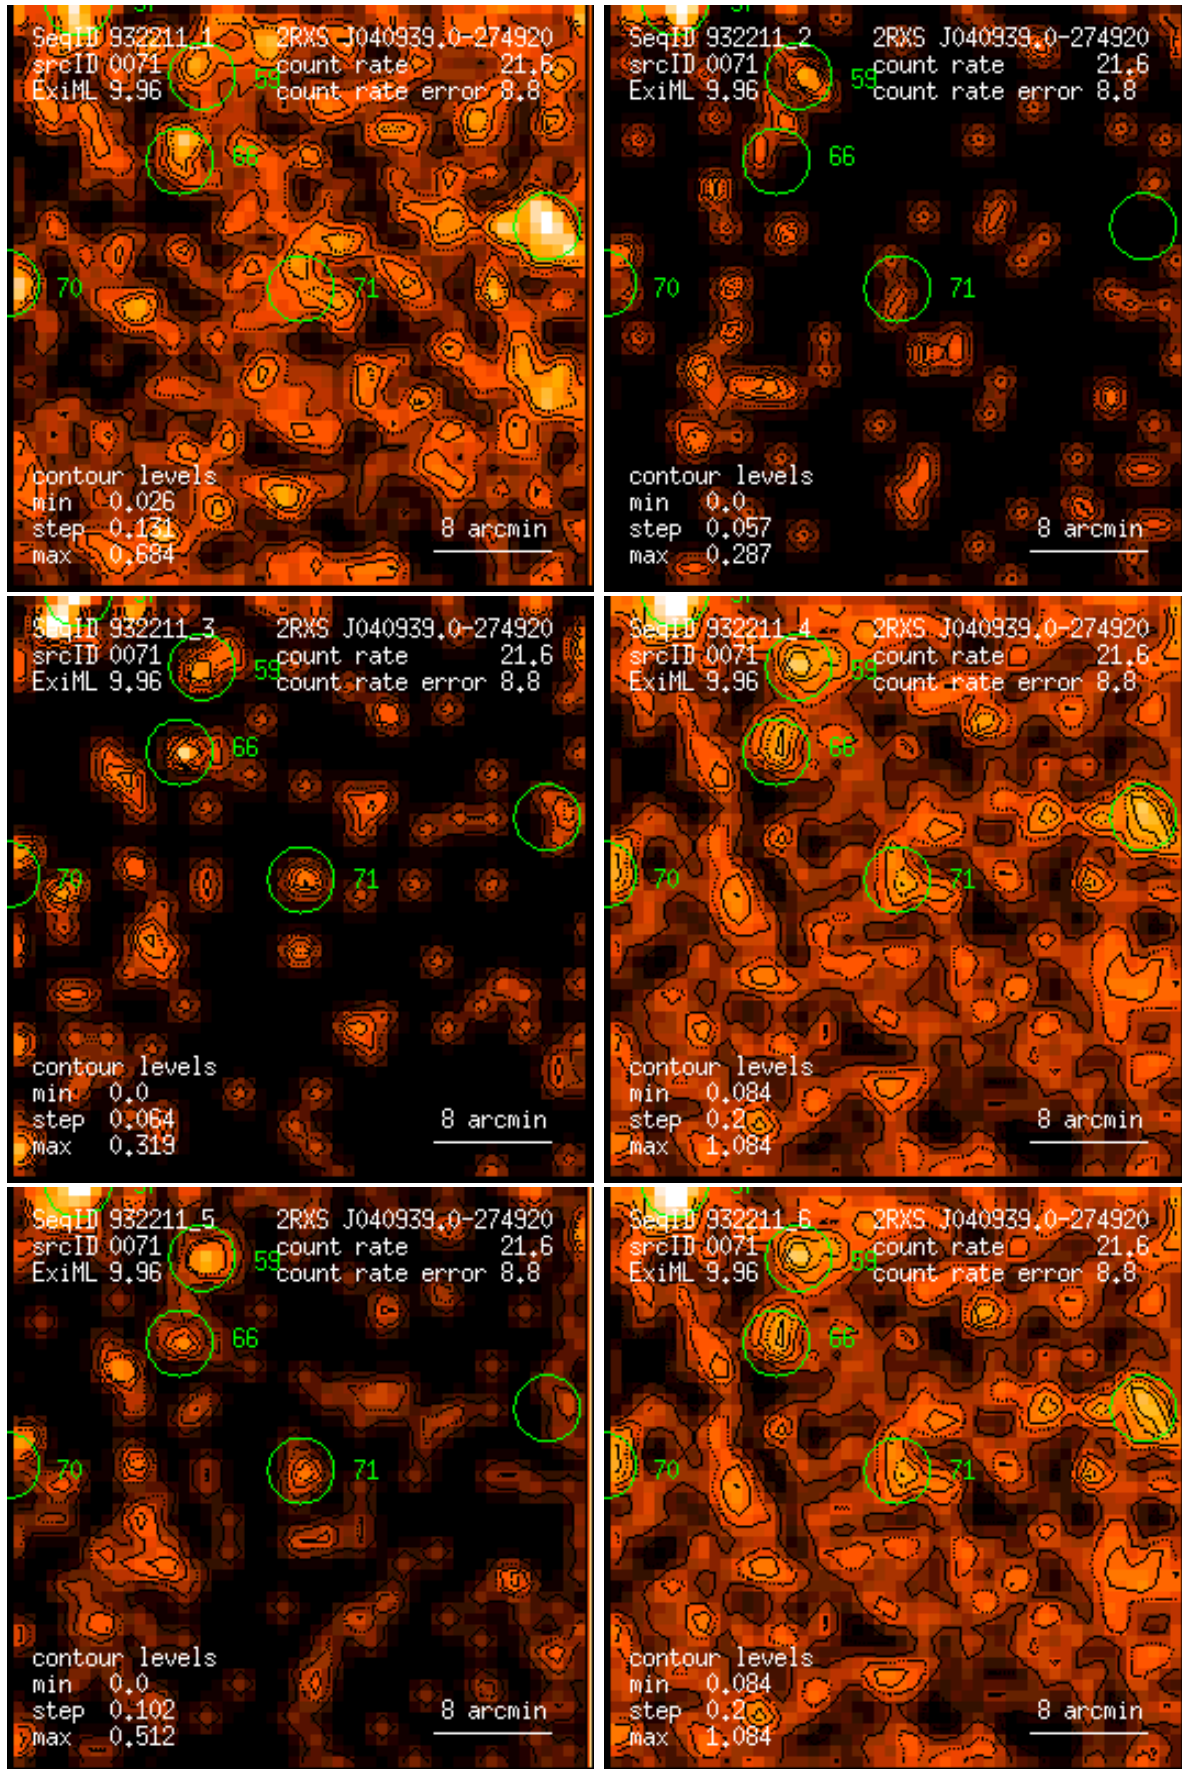 SeqID 932211_1 2RXS J040939.0-274920
srcID 0071 59 count rate 21.6
ExiML 9.96 count rate error 8.8
66
70 71
contour levels
min 0.026
step 0.131 8 arcmin
max 0.684
SeqID 932211_2 2RXS J040939.0-274920
srcID 0071 59 count rate 21.6
ExiML 9.96 count rate error 8.8
66
70 71
contour levels
min 0.0
step 0.057 8 arcmin
max 0.287
SeqID 932211_3 2RXS J040939.0-274920
srcID 0071 59 count rate 21.6
ExiML 9.96 count rate error 8.8
66
70 71
contour levels
min 0.0
step 0.064 8 arcmin
max 0.319
SeqID 932211_4 2RXS J040939.0-274920
srcID 0071 59 count rate 21.6
ExiML 9.96 count rate error 8.8
66
70 71
contour levels
min 0.084
step 0.2 8 arcmin
max 1.084
SeqID 932211_5 2RXS J040939.0-274920
srcID 0071 59 count rate 21.6
ExiML 9.96 count rate error 8.8
66
70 71
contour levels
min 0.0
step 0.102 8 arcmin
max 0.512
SeqID 932211_6 2RXS J040939.0-274920
srcID 0071 59 count rate 21.6
ExiML 9.96 count rate error 8.8
66
70 71
contour levels
min 0.084
step 0.2 8 arcmin
max 1.084